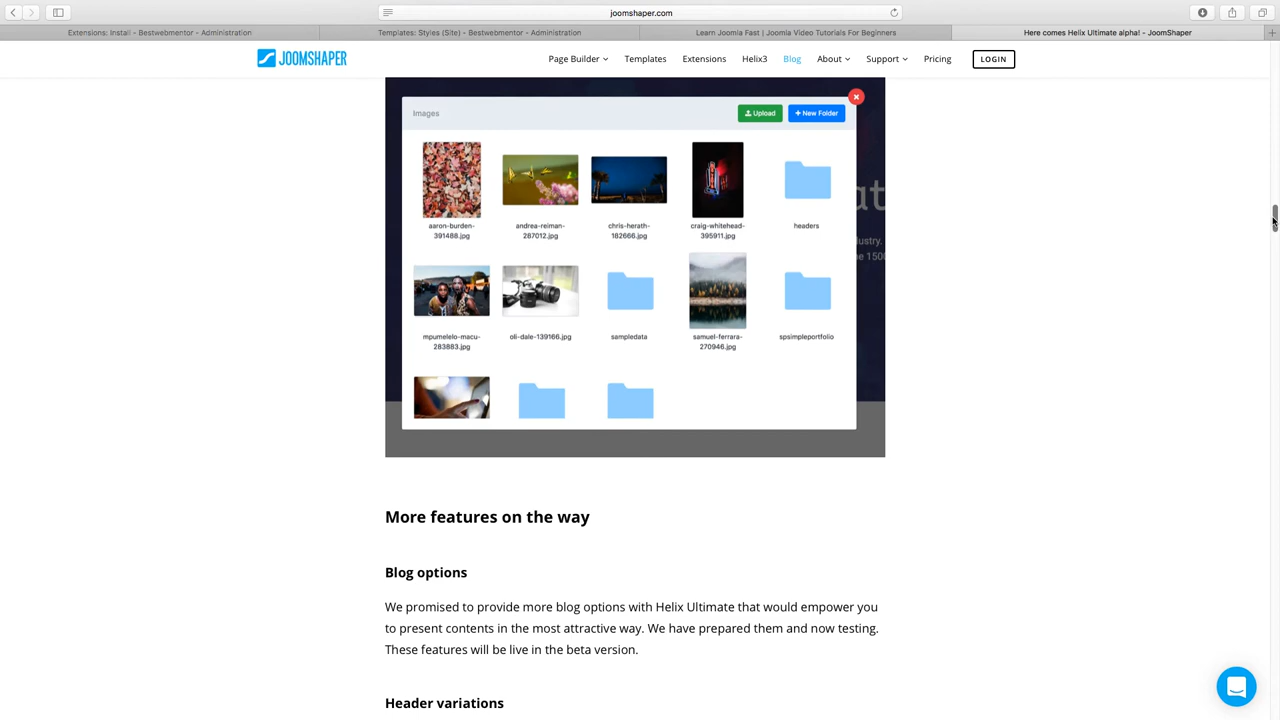 joomshaper.com
Extensions: Install - Bestwebmentor - Administration
Templates: Styles (Site) - Bestwebmentor - Administration
Learn Joomla Fast | Joomla Video Tutorials For Beginners
Here comes Helix Ultimate alpha! - JoomShaper
JOOMSHAPER
Page Builder Templates Extensions Helix3 Blog About Support Pricing LOGIN
Images Upload + New Folder
aaron-burden-
391488.jpg
andrea-reiman-
287012.jpg
chris-herath-
182666.jpg
craig-whitehead-
395911.jpg
headers
at
ustry.
he 1500
mpumelelo-macu-
283883.jpg
oli-dale-139166.jpg
sampledata
samuel-ferrara-
270946.jpg
spsimpleportfolio
More features on the way
Blog options
We promised to provide more blog options with Helix Ultimate that would empower you
to present contents in the most attractive way. We have prepared them and now testing.
These features will be live in the beta version.
Header variations